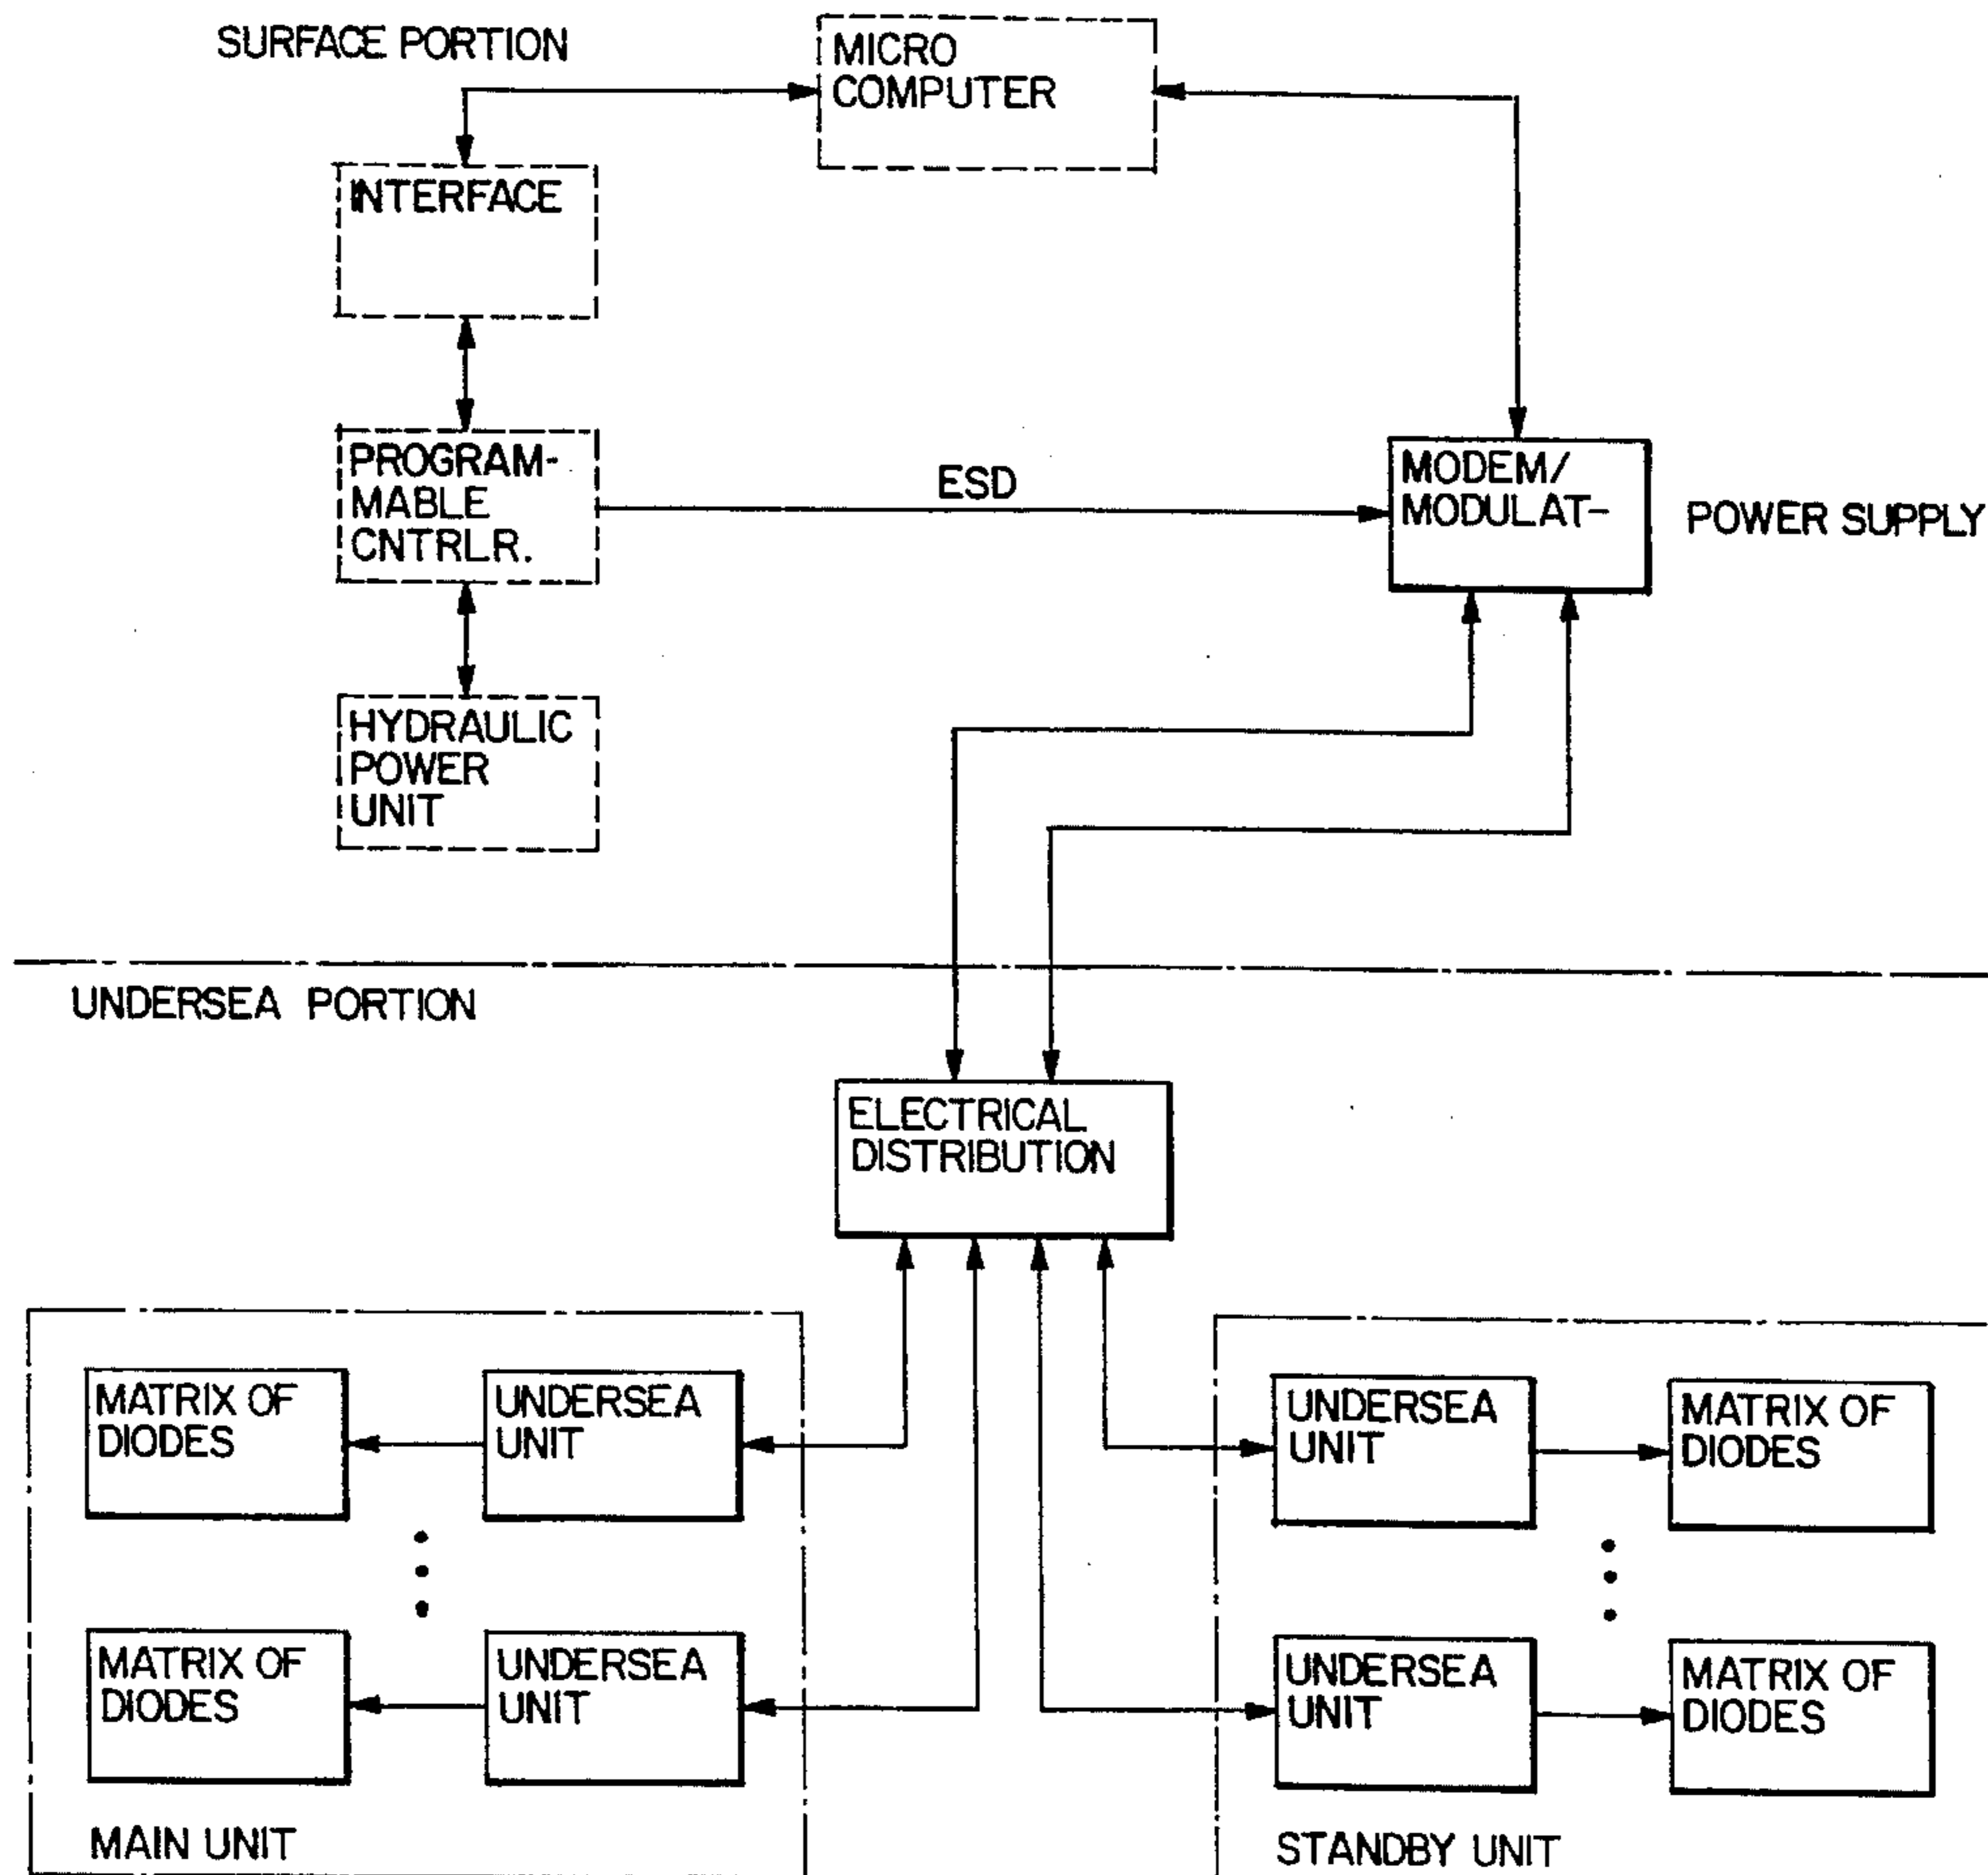 SURFACE PORTION
MICRO
COMPUTER
INTERFACE
PROGRAM-
MABLE
CNTRLR.
ESD
MODEM/
MODULAT-
POWER SUPPLY
HYDRAULIC
POWER
UNIT
UNDERSEA PORTION
ELECTRICAL
DISTRIBUTION
MATRIX OF
DIODES
UNDERSEA
UNIT
UNDERSEA
UNIT
MATRIX OF
DIODES
MATRIX OF
DIODES
UNDERSEA
UNIT
UNDERSEA
UNIT
MATRIX OF
DIODES
MAIN UNIT
STANDBY UNIT